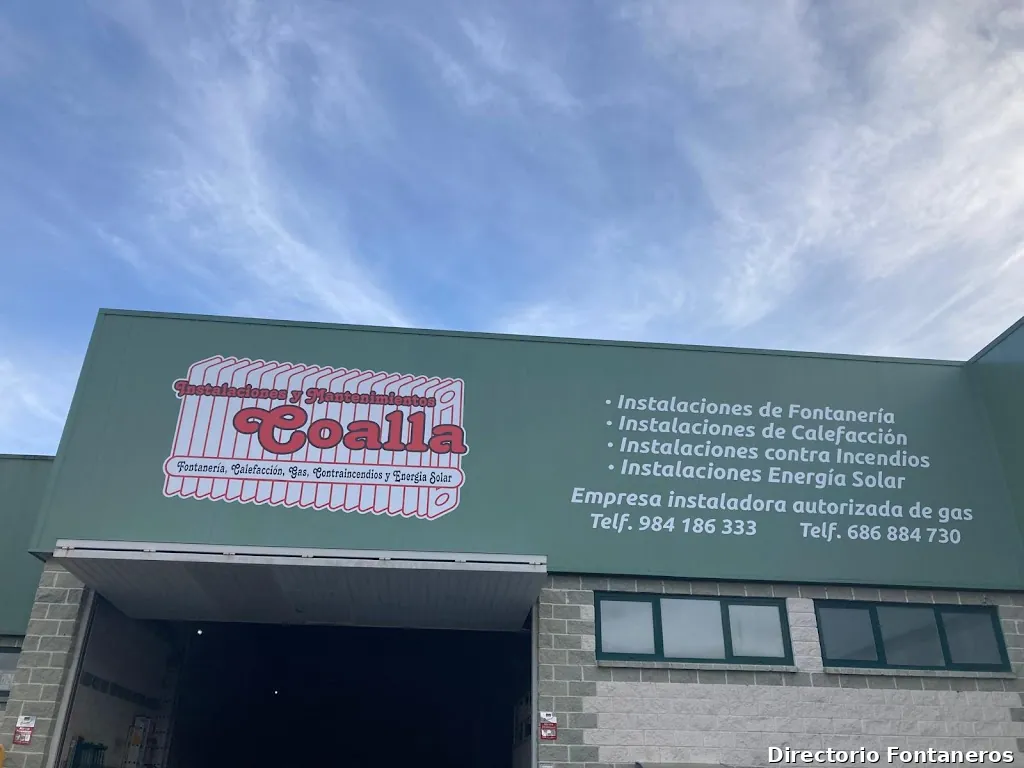 Instalaciones y Mantenimientos
Coalla
Fontanería, Calefacción, Gas, Contraincendios y Energía Solar
• Instalaciones de Fontanería
• Instalaciones de Calefacción
• Instalaciones contra Incendios
• Instalaciones Energía Solar
Empresa instaladora autorizada de gas
Telf. 984 186 333 Telf. 686 884 730
Directorio Fontaneros